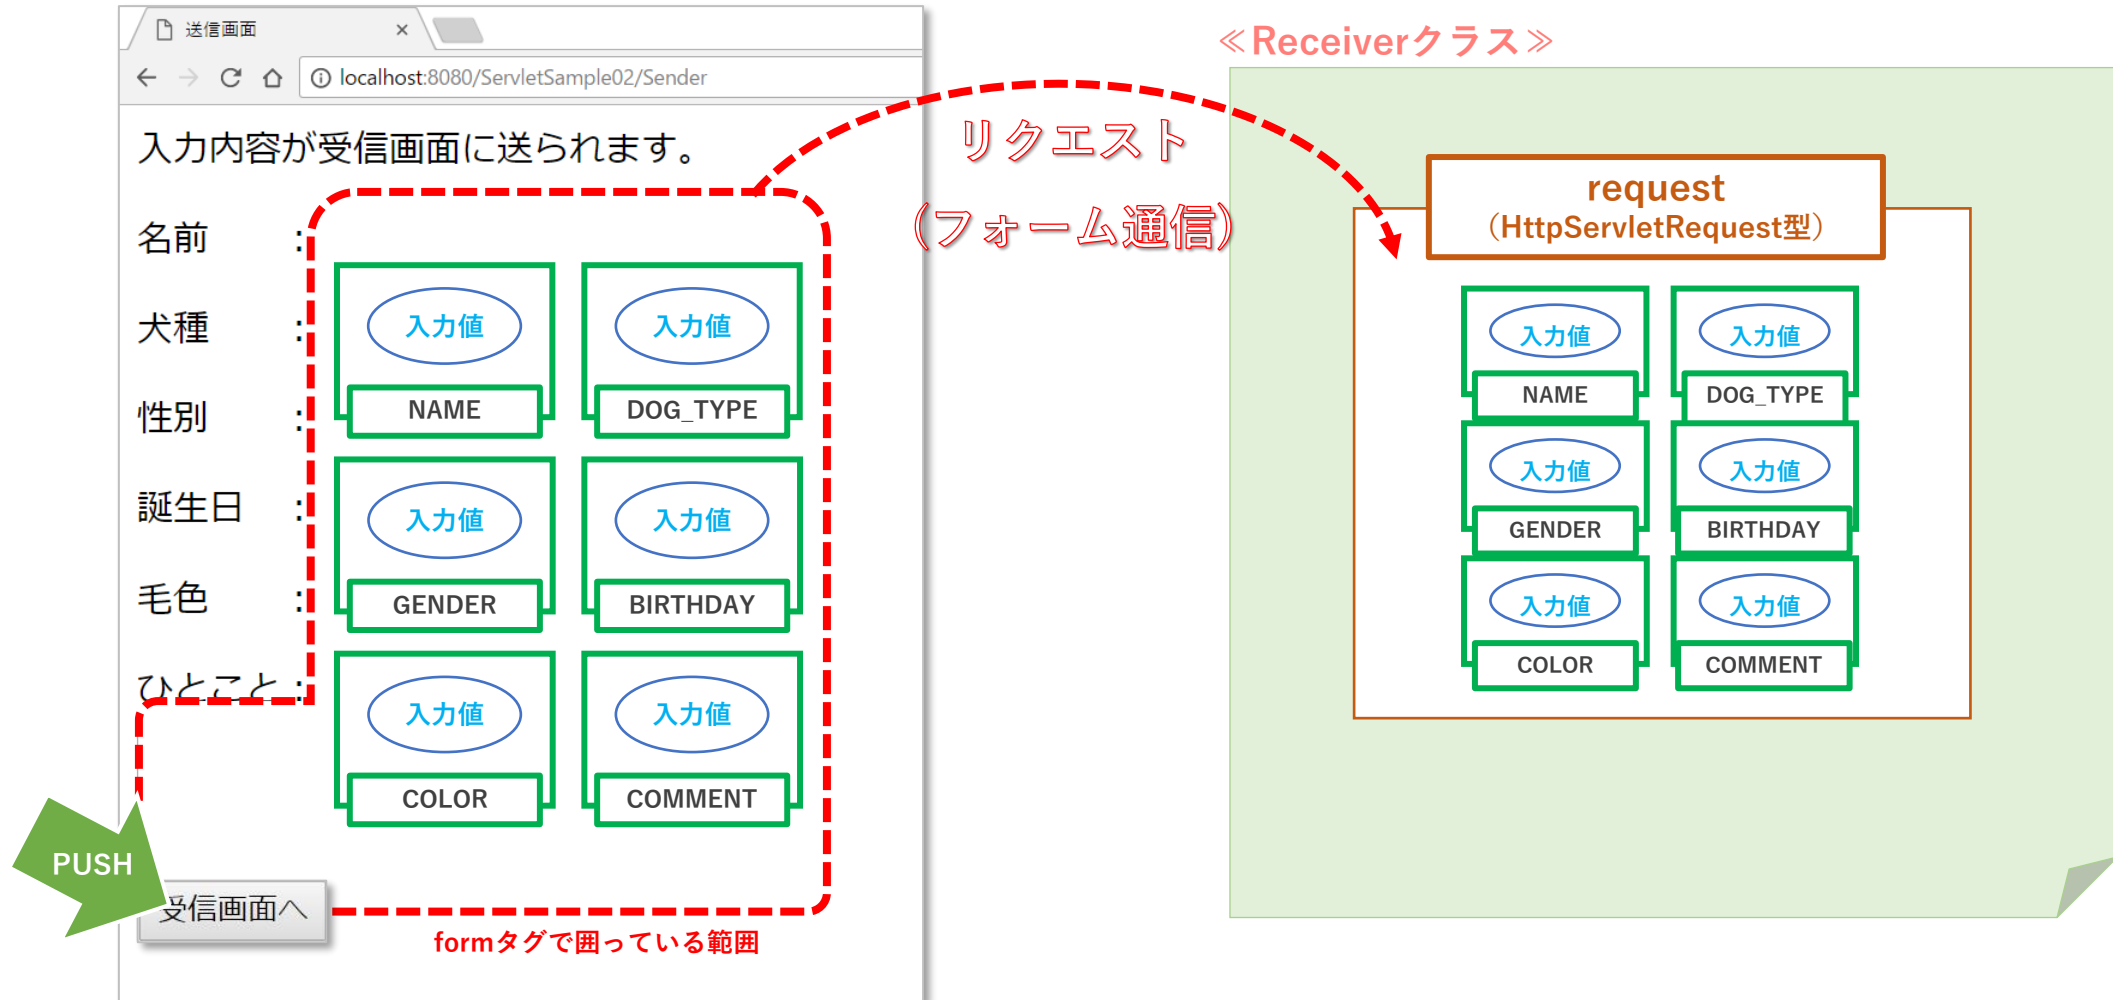 送信画面
localhost:8080/ServletSample02/Sender
入力内容が受信画面に送られます。
名前 :
犬種 :
性別 :
誕生日 :
毛色 :
ひとこと :
入力値
NAME
入力値
DOG_TYPE
入力値
GENDER
入力値
BIRTHDAY
入力値
COLOR
入力値
COMMENT
PUSH
受信画面へ
formタグで囲っている範囲
リクエスト
(フォーム通信)
≪Receiverクラス≫
request
（HttpServletRequest型）
入力値
NAME
入力値
DOG_TYPE
入力値
GENDER
入力値
BIRTHDAY
入力値
COLOR
入力値
COMMENT